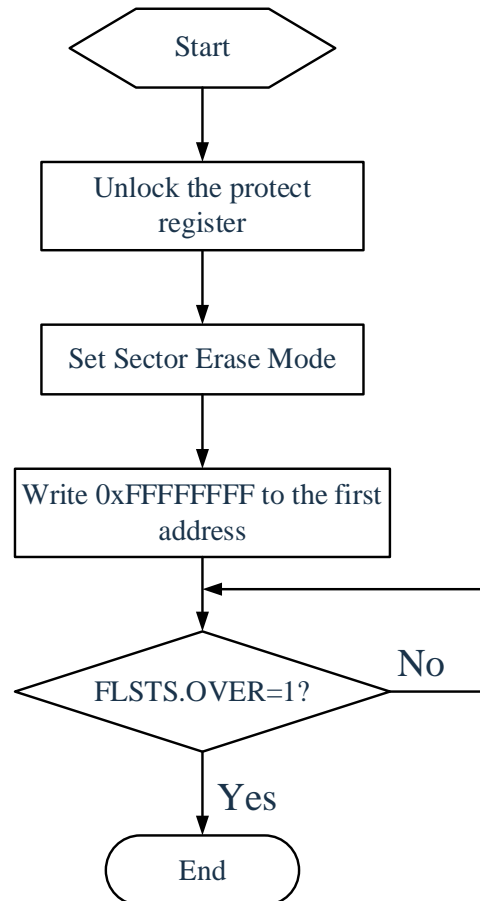 Start
Unlock the protect
register
Set Sector Erase Mode
Write 0xFFFFFFFF to the first
address
FLSTS.OVER=1?
No
Yes
End